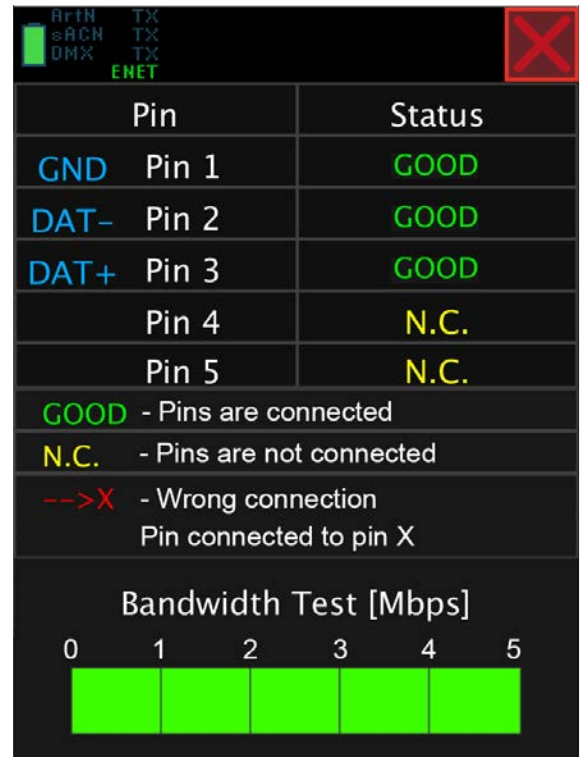 ArtN TX
sACN TX
DMX TX
ENET
Pin Status
GND Pin 1 GOOD
DAT- Pin 2 GOOD
DAT+ Pin 3 GOOD
Pin 4 N.C.
Pin 5 N.C.
GOOD - Pins are connected
N.C. - Pins are not connected
-->X - Wrong connection
Pin connected to pin X
Bandwidth Test [Mbps]
0 1 2 3 4 5